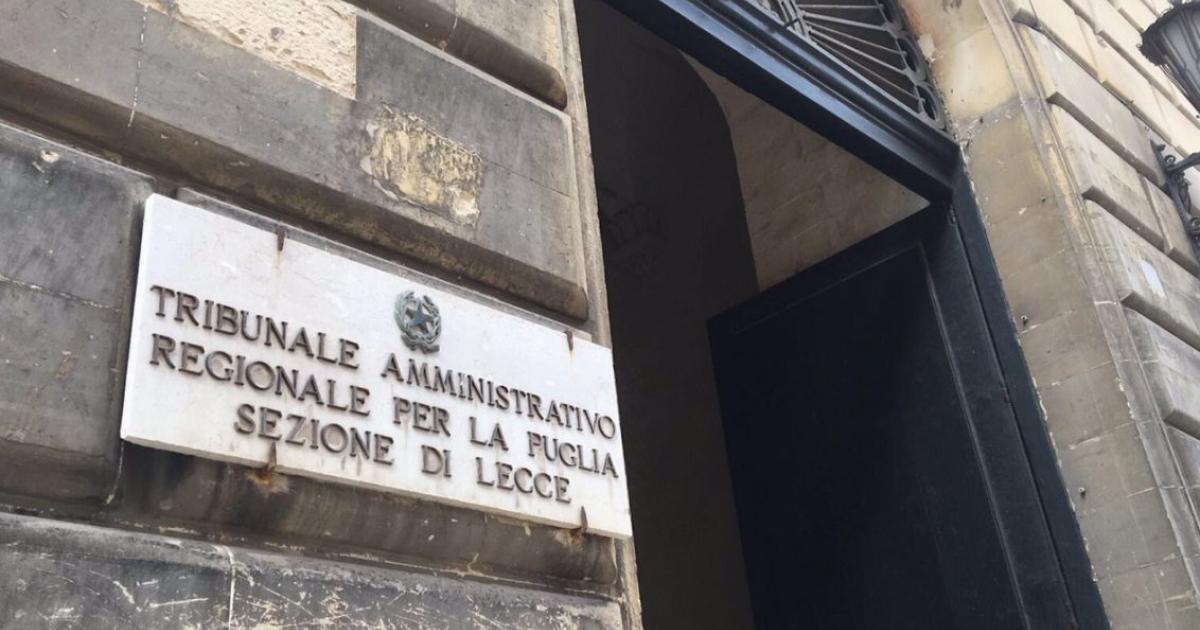 TRIBUNALE AMMINISTRATIVO
REGIONALE PER LA PUGLIA
SEZIONE DI LECCE